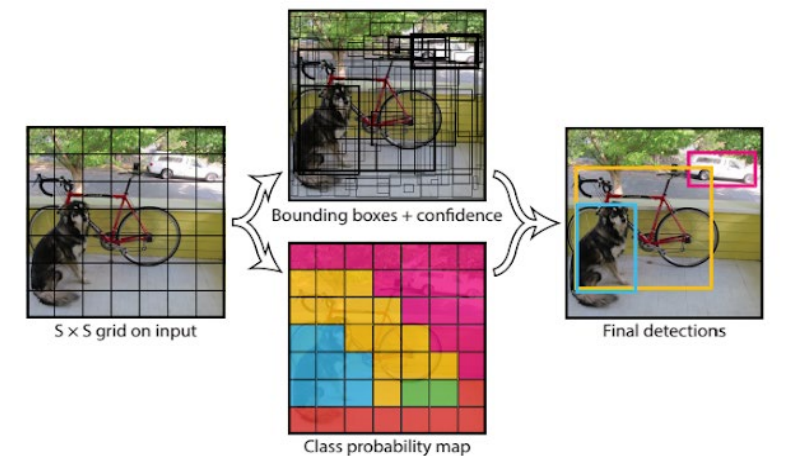 Bounding boxes + confidence
S × S grid on input
Final detections
Class probability map